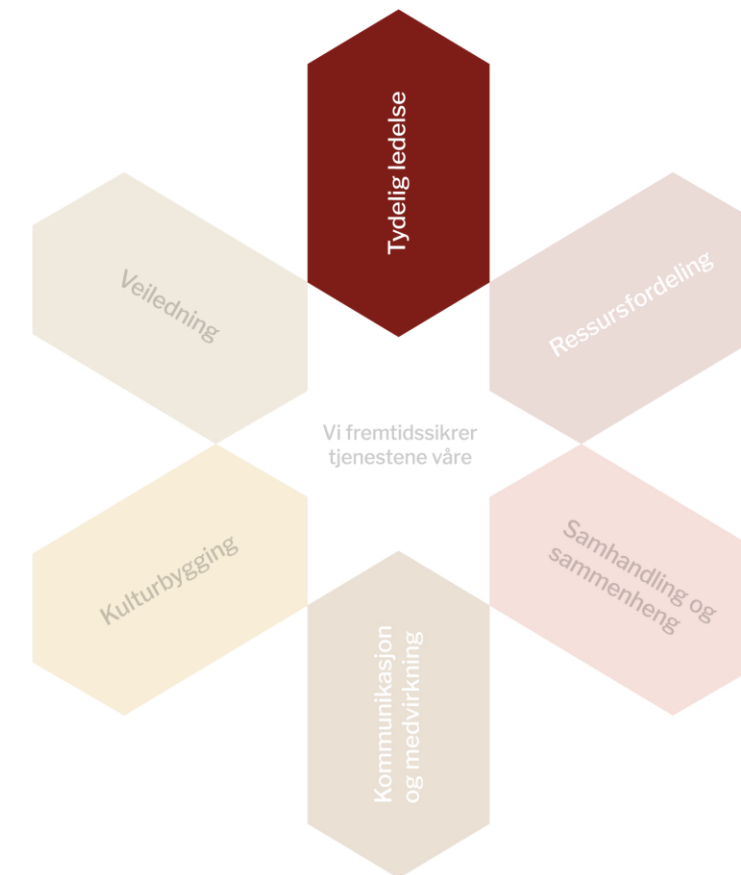 Tydelig ledelse
Ressursfordeling
Samhandling og
sammenheng
Kommunikasjon
og medvirkning
Kulturbygging
Veiledning
Vi fremtidssikrer
tjenestene våre